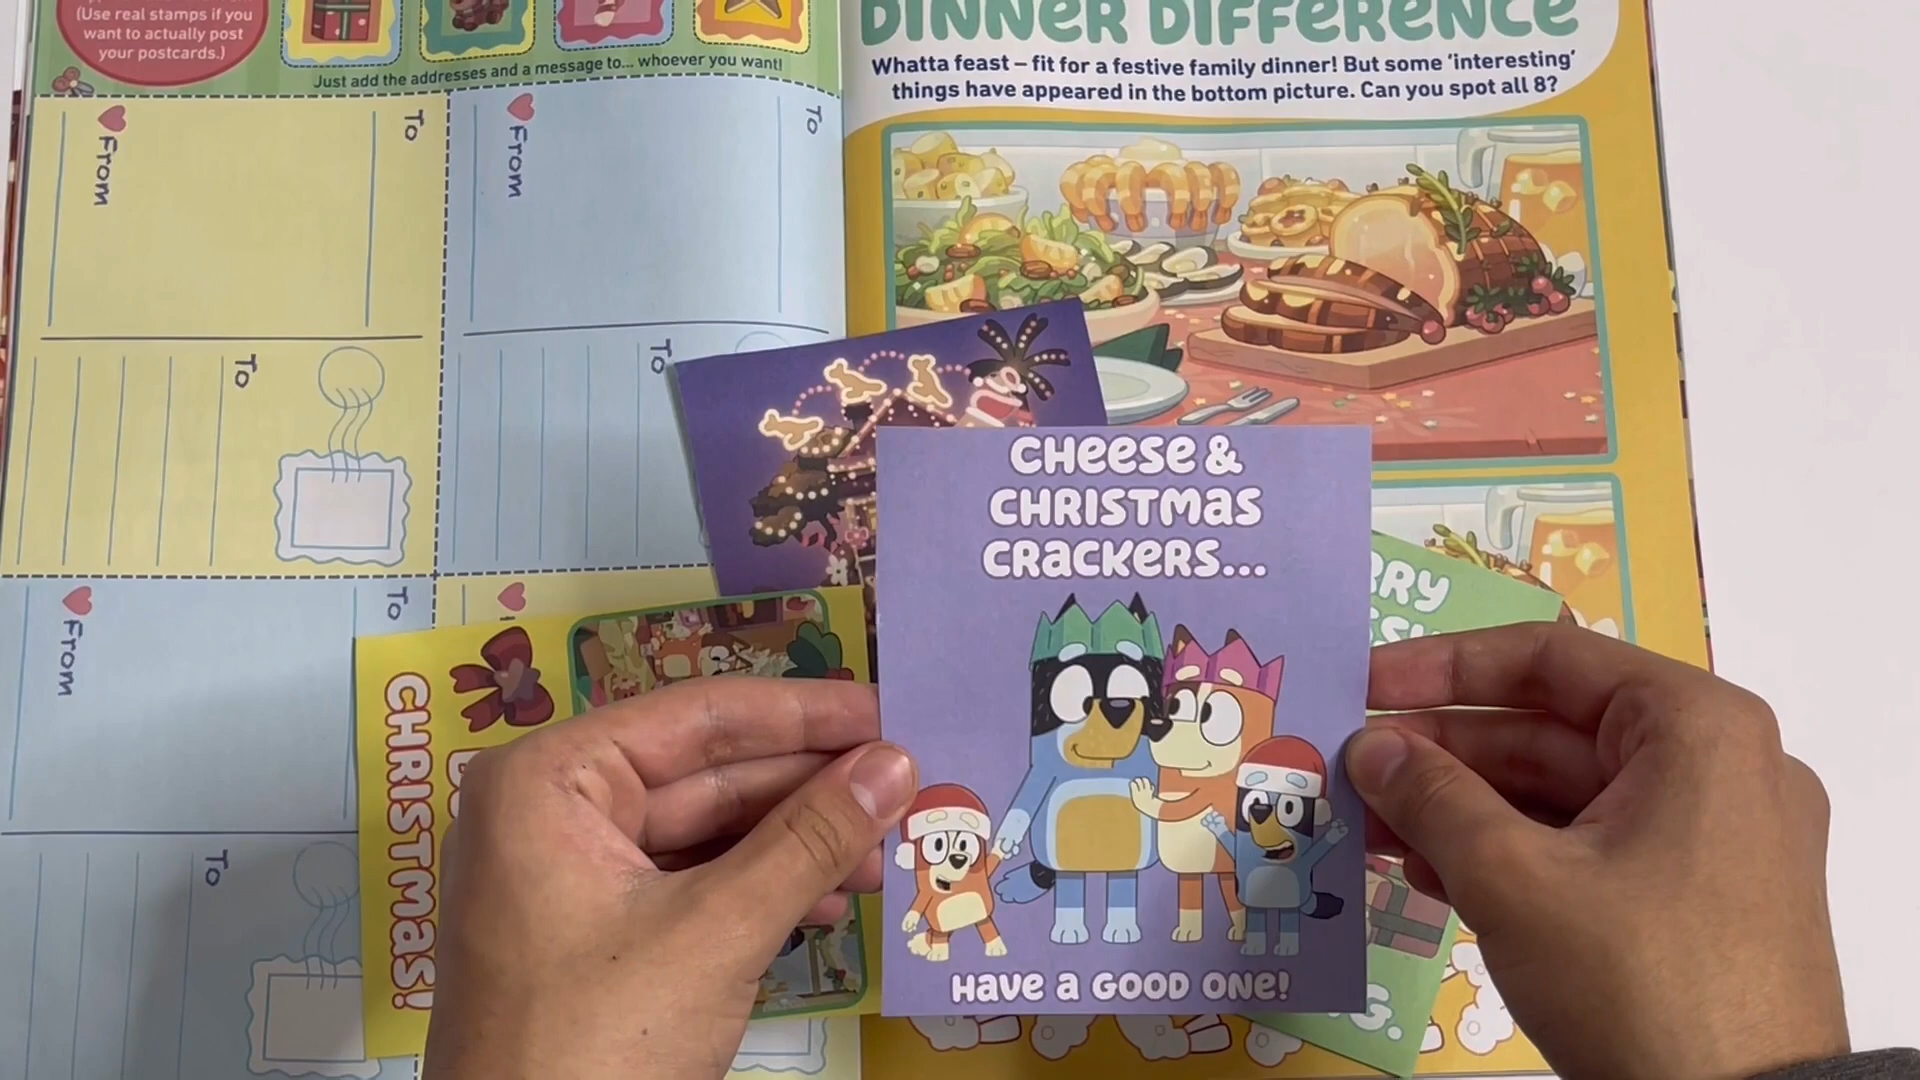 (Use real stamps if you
want to actually post
your postcards.)
Just add the addresses and a message to... whoever you want!
To
From
To
From
To
To
To
From
To
DINNER DIFFERENCE
Whatta feast – fit for a festive family dinner! But some ‘interesting’
things have appeared in the bottom picture. Can you spot all 8?
CHRISTMAS!
CHEESE &
CHRISTMAS
CRACKERS...
HAVE A GOOD ONE!